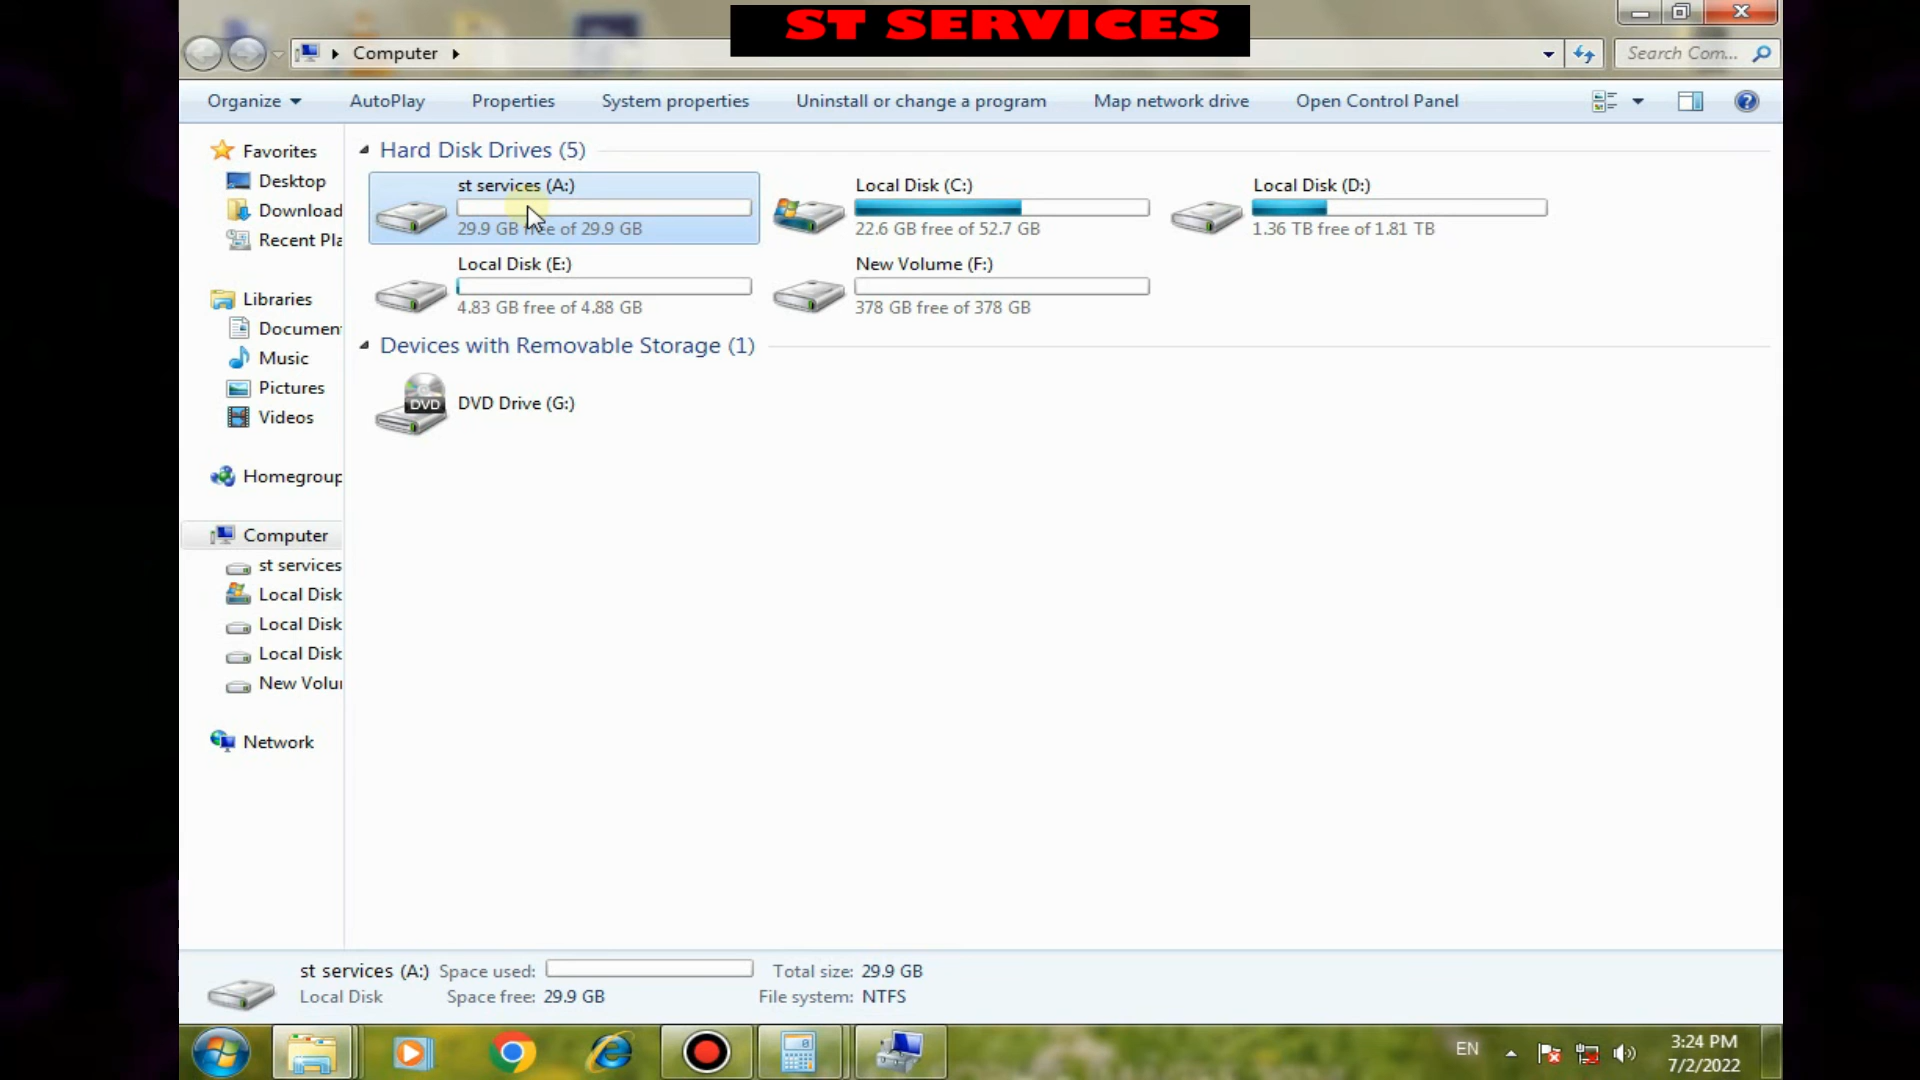 ST SERVICES
Computer
Search Com...
Organize AutoPlay Properties System properties Uninstall or change a program Map network drive Open Control Panel
Favorites
Desktop
Download
Recent Pla
Libraries
Documen
Music
Pictures
Videos
Homegroup
Computer
st services
Local Disk
Local Disk
Local Disk
New Volu
Network
Hard Disk Drives (5)
st services (A:)
29.9 GB free of 29.9 GB
Local Disk (C:)
22.6 GB free of 52.7 GB
Local Disk (D:)
1.36 TB free of 1.81 TB
Local Disk (E:)
4.83 GB free of 4.88 GB
New Volume (F:)
378 GB free of 378 GB
Devices with Removable Storage (1)
DVD
DVD Drive (G:)
st services (A:) Space used: Total size: 29.9 GB
Local Disk Space free: 29.9 GB File system: NTFS
EN
3:24 PM
7/2/2022